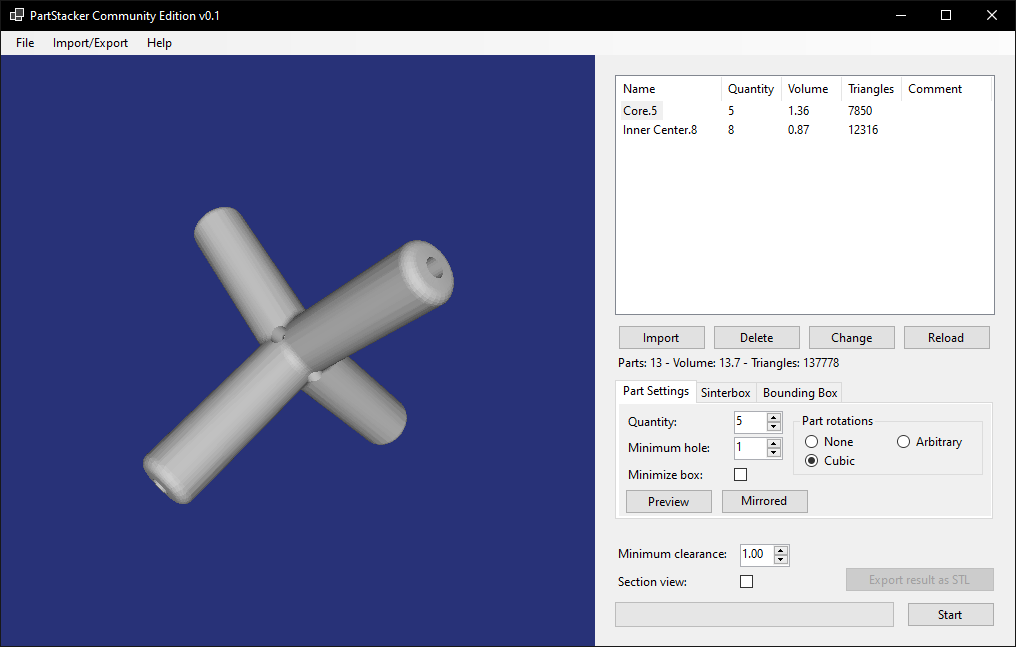 PartStacker Community Edition v0.1
File Import/Export Help
Name Quantity Volume Triangles Comment
Core.5 5 1.36 7850
Inner Center.8 8 0.87 12316
Import Delete Change Reload
Parts: 13 - Volume: 13.7 - Triangles: 137778
Part Settings Sinterbox Bounding Box
Quantity: 5
Minimum hole: 1
Minimize box:
Preview Mirrored
Part rotations
None Arbitrary
Cubic
Minimum clearance: 1.00
Section view:
Export result as STL
Start